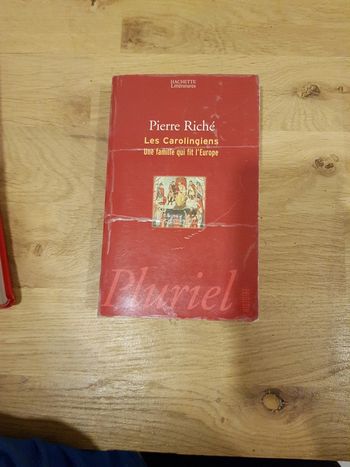 HACHETTE
Littératures
Pierre Riché
Les Carolingiens
Une famille qui fit l'Europe
Pluriel